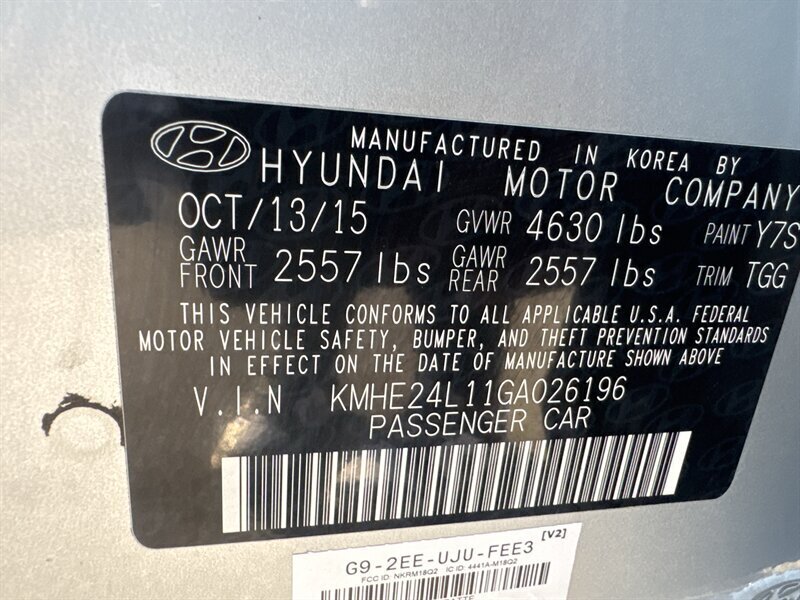 MANUFACTURED IN KOREA BY
HYUNDAI MOTOR COMPANY
OCT/13/15 GVWR 4630 lbs PAINT Y7S
GAWR FRONT 2557 lbs GAWR REAR 2557 lbs TRIM TGG
THIS VEHICLE CONFORMS TO ALL APPLICABLE U.S.A. FEDERAL
MOTOR VEHICLE SAFETY, BUMPER, AND THEFT PREVENTION STANDARDS
IN EFFECT ON THE DATE OF MANUFACTURE SHOWN ABOVE
V.I.N KMHE24L11GA026196
PASSENGER CAR
G9-2EE-UJU-FEE3 [V2]
FCC ID: NKRM18Q2 IC ID: 4441A-M18Q2